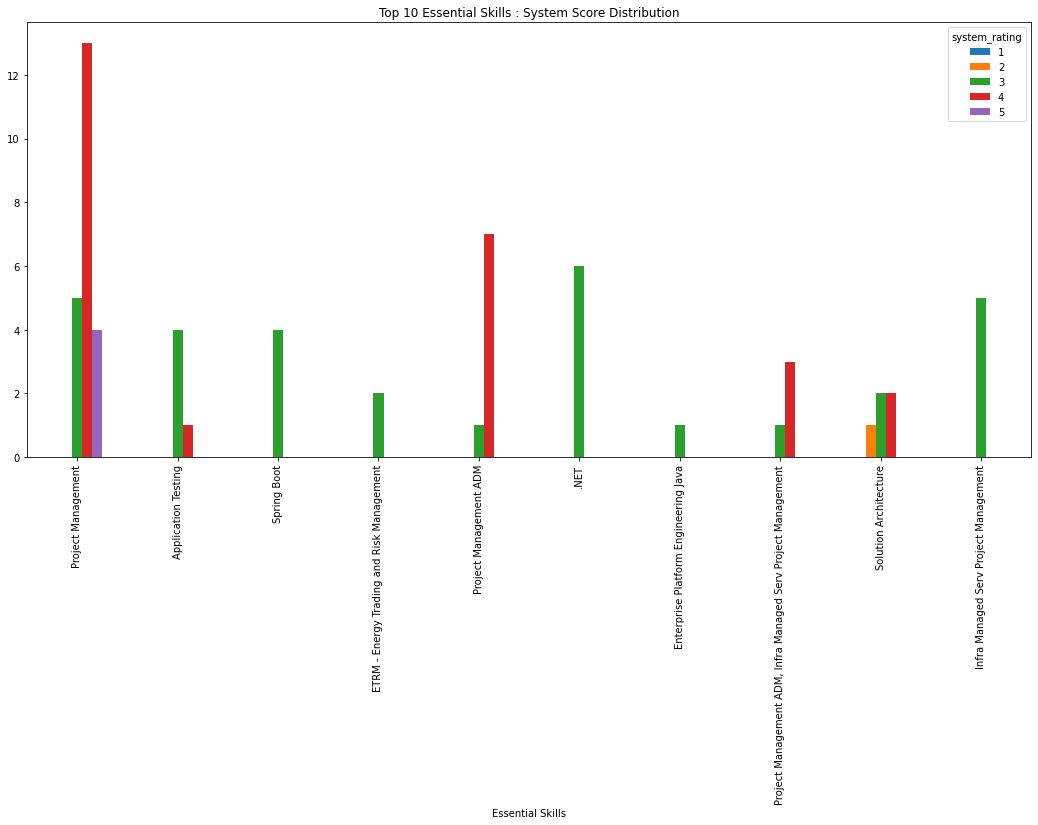 Top 10 Essential Skills : System Score Distribution
system_rating
1
2
3
4
5
12
10
8
6
4
2
0
Project Management
Application Testing
Spring Boot
ETRM - Energy Trading and Risk Management
Project Management ADM
.NET
Enterprise Platform Engineering Java
Project Management ADM, Infra Managed Serv Project Management
Solution Architecture
Infra Managed Serv Project Management
Essential Skills